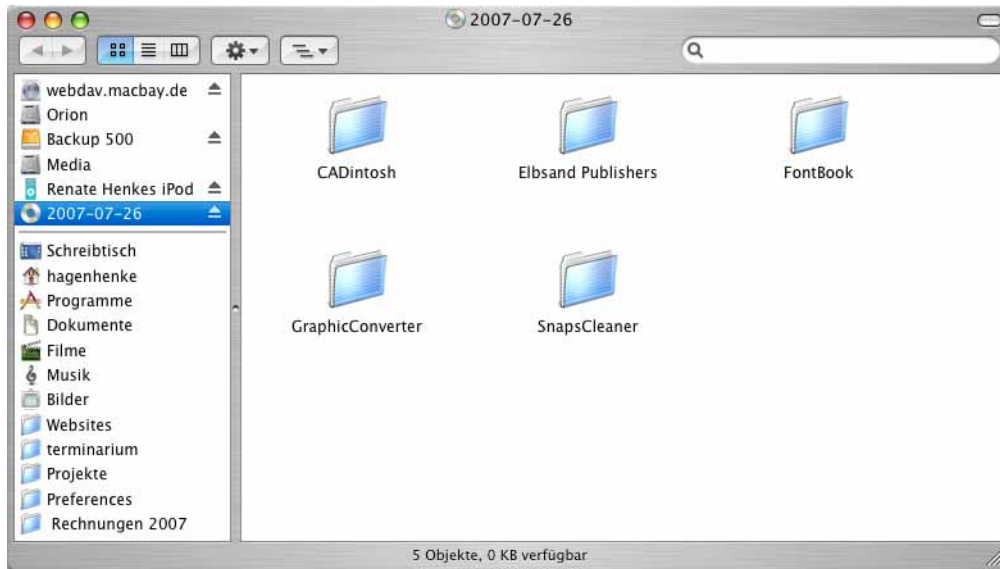 2007-07-26
webdav.macbay.de
Orion
Backup 500
Media
Renate Henkes iPod
2007-07-26
Schreibtisch
hagenhenke
Programme
Dokumente
Filme
Musik
Bilder
Websites
terminarium
Projekte
Preferences
Rechnungen 2007
CADintosh
Elbsand Publishers
FontBook
GraphicConverter
SnapsCleaner
5 Objekte, 0 KB verfügbar